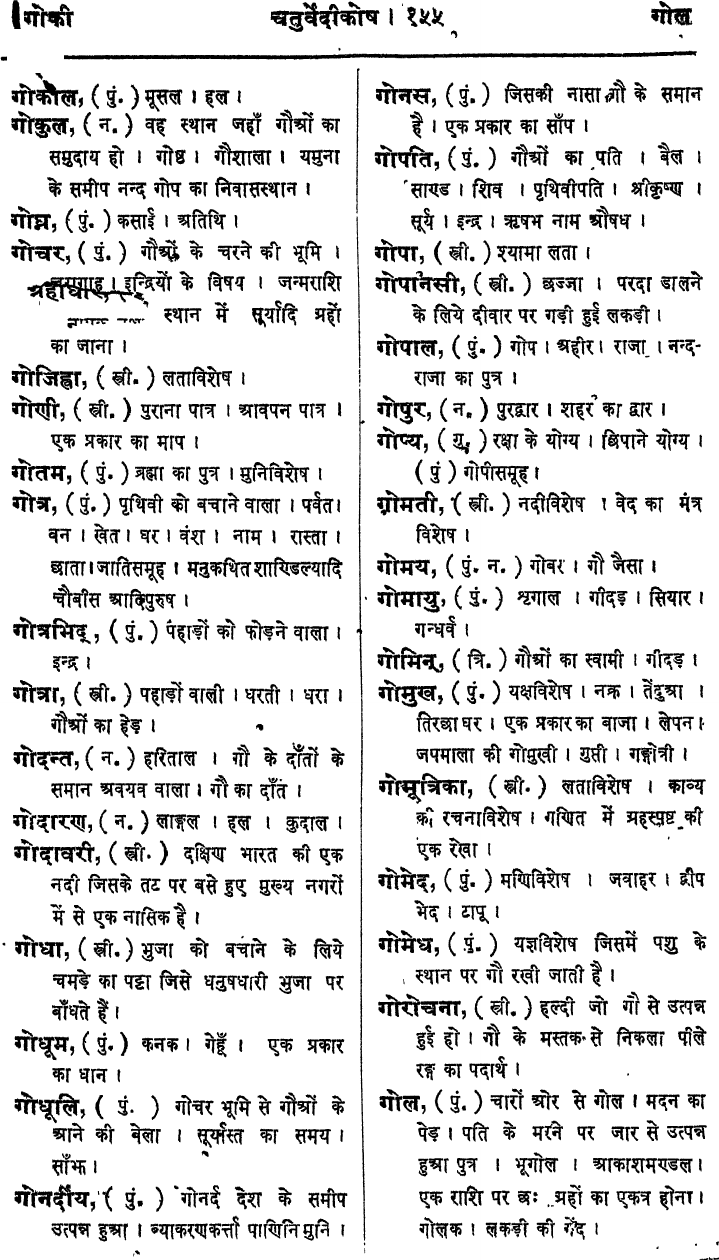 गोकी चतुर्वेदीकोष । १५५ गोल
गोकील, ( पुं. ) मूसल । हल ।
गोकुल, ( न. ) वह स्थान जहाँ गौओं का
समुदाय हो । गोष्ठ । गौशाला । यमुना
के समीप नन्द गोप का निवासस्थान ।
गोघ्न, ( पुं. ) कसाई । अतिथि ।
गोचर, ( पुं. ) गौओं के चरने की भूमि ।
इन्द्रियों के विषय । जन्मराशि
स्थान में सूर्यादि ग्रहों
का जाना ।
गोजिह्वा, ( स्त्री. ) लताविशेष ।
गोणी, ( स्त्री. ) पुराना पात्र । आवपन पात्र ।
एक प्रकार का माप ।
गोतम, ( पुं. ) ब्रह्मा का पुत्र । मुनिविशेष ।
गोत्र, ( पुं. ) पृथिवी को बचाने वाला । पर्वत।
वन । खेत । घर । वंश । नाम । रास्ता ।
छाता।जातिसमूह । मनुकथित शाण्डिल्यादि
चौबीस आदिपुरुष ।
गोत्रभिद्, ( पुं. ) पहाड़ों को फोड़ने वाला ।
इन्द्र ।
गोत्रा, ( स्त्री. ) पहाड़ों वाली । धरती । धरा ।
गौओं का हेड़ ।
गोदन्त, ( न. ) हरिताल । गौ के दाँतों के
समान अवयव वाला । गौ का दाँत ।
गोदारण, ( न. ) लाङ्गल । हल । कुदाल ।
गोदावरी, ( स्त्री. ) दक्षिण भारत की एक
नदी जिसके तट पर बसे हुए मुख्य नगरों
में से एक नासिक है ।
गोधा, ( स्त्री. ) भुजा को बचाने के लिये
चमड़े का पट्टा जिसे धनुषधारी भुजा पर
बाँधते हैं।
गोधूम, ( पुं. ) कनक । गेहूँ । एक प्रकार
का धान ।
गोधूलि, ( पुं. ) गोचर भूमि से गौओं के
आने की बेला । सूर्यास्त का समय ।
साँझ ।
गोनर्दीय, ( पुं. ) गोनर्द देश के समीप
उत्पन्न हुआ । व्याकरणकर्त्ता पाणिनि मुनि ।
गोनस, ( पुं. ) जिसकी नासा गौ के समान
है । एक प्रकार का साँप ।
गोपति, ( पुं. ) गौओं का पति । बैल ।
साण्ड । शिव । पृथिवीपति । श्रीकृष्ण ।
सूर्य । इन्द्र । ऋषभ नाम औषध ।
गोपा, ( स्त्री. ) श्यामा लता ।
गोपानसी, ( स्त्री. ) छज्जा । परदा डालने
के लिये दीवार पर गड़ी हुई लकड़ी ।
गोपाल, ( पुं. ) गोप । अहीर । राजा । नन्द-
राजा का पुत्र ।
गोपुर, ( न. ) पुरद्वार । शहर का द्वार ।
गोप्य, ( गु. ) रक्षा के योग्य । छिपाने योग्य ।
( पुं ) गोपीसमूह ।
गोमती, ( स्त्री. ) नदीविशेष । वेद का मंत्र
विशेष ।
गोमय, ( पुं. न. ) गोबर । गौ जैसा ।
गोमायु, ( पुं. ) शृगाल । गीदड़ । सियार ।
गन्धर्व ।
गोमिन्, ( त्रि. ) गौओं का स्वामी । गीदड़ ।
गोमुख, ( पुं. ) यक्षविशेष । नक्र । तेंदुआ ।
तिरछा घर । एक प्रकार का बाजा । लेपन ।
जपमाला की गोमुखी । गुप्ती । गङ्गोत्री ।
गोमूत्रिका, ( स्त्री. ) लताविशेष । काव्य
की रचनाविशेष । गणित में ग्रहस्पष्ट की
एक रेखा ।
गोमेद, ( पुं. ) मणिविशेष । जवाहर । द्वीप
भेद । टापू ।
गोमेध, ( पुं. ) यज्ञविशेष जिसमें पशु के
स्थान पर गौ रखी जाती है ।
गोरोचना, ( स्त्री. ) हल्दी जो गौ से उत्पन्न
हुई हो । गौ के मस्तक से निकला पीले
रङ्ग का पदार्थ ।
गोल, ( पुं. ) चारों ओर से गोल । मदन का
पेड़ । पति के मरने पर जार से उत्पन्न
हुआ पुत्र । भूगोल । आकाशमण्डल ।
एक राशि पर छः ग्रहों का एकत्र होना ।
गोलक । लकड़ी की गेंद ।